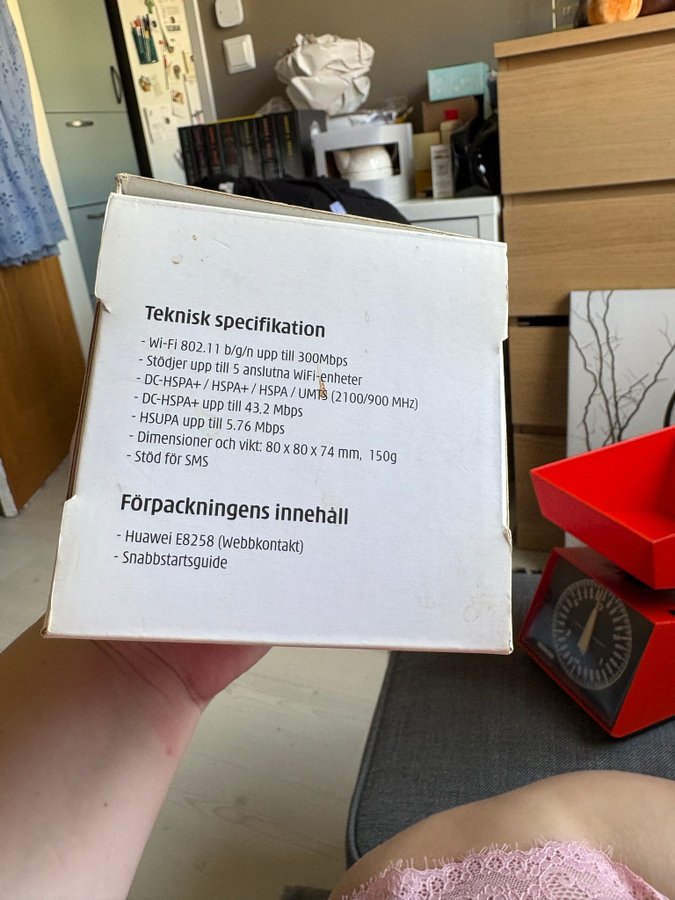 Teknisk specifikation
- Wi-Fi 802.11 b/g/n upp till 300Mbps
- Stödjer upp till 5 anslutna WiFi-enheter
- DC-HSPA+ / HSPA+ / HSPA / UMTS (2100/900 MHz)
- DC-HSPA+ upp till 43.2 Mbps
- HSUPA upp till 5.76 Mbps
- Dimensioner och vikt: 80 x 80 x 74 mm, 150g
- Stöd för SMS
Förpackningens innehåll
- Huawei E8258 (Webbkontakt)
- Snabbstartsguide